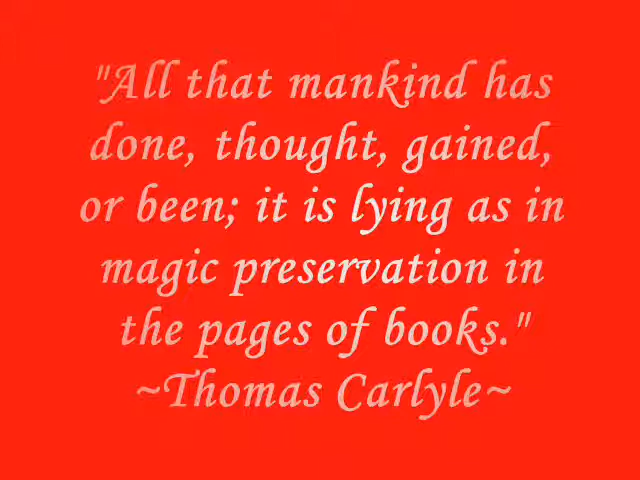 "All that mankind has
done, thought, gained,
or been; it is lying as in
magic preservation in
the pages of books."
~Thomas Carlyle~